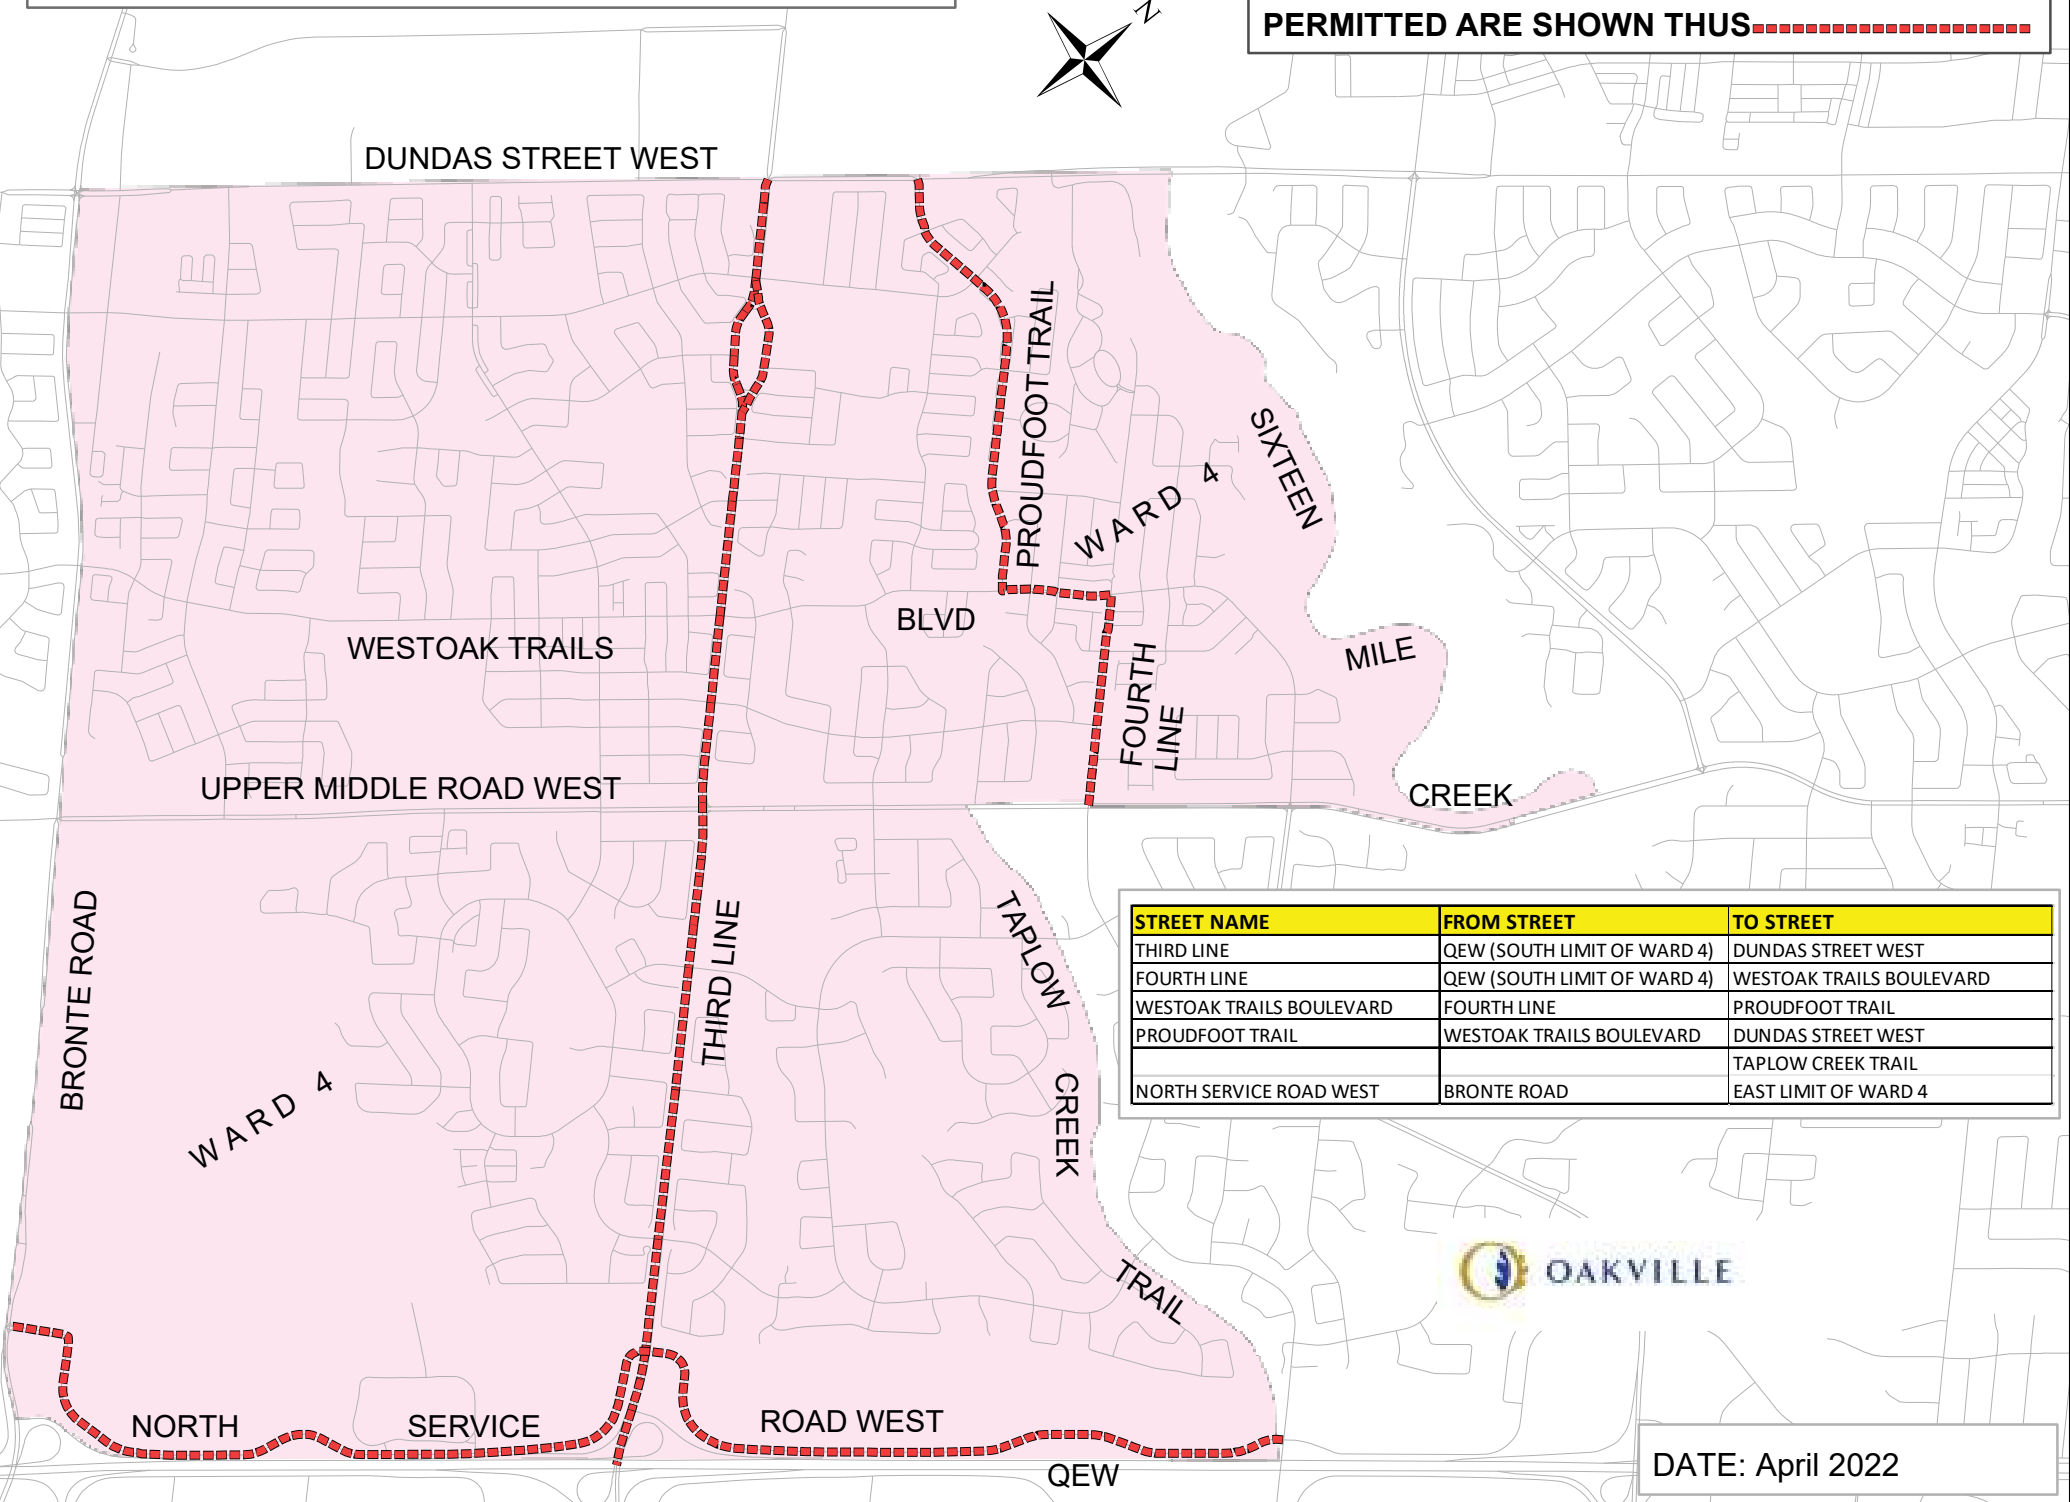 N
PERMITTED ARE SHOWN THUS
DUNDAS STREET WEST
PROUDFOOT TRAIL
WARD 4
SIXTEEN
MILE
CREEK
WESTOAK TRAILS
BLVD
FOURTH
LINE
UPPER MIDDLE ROAD WEST
BRONTE ROAD
THIRD LINE
TAPLOW
CREEK
TRAIL
WARD 4
STREET NAME FROM STREET TO STREET
THIRD LINE QEW (SOUTH LIMIT OF WARD 4) DUNDAS STREET WEST
FOURTH LINE QEW (SOUTH LIMIT OF WARD 4) WESTOAK TRAILS BOULEVARD
WESTOAK TRAILS BOULEVARD FOURTH LINE PROUDFOOT TRAIL
PROUDFOOT TRAIL WESTOAK TRAILS BOULEVARD DUNDAS STREET WEST
TAPLOW CREEK TRAIL
NORTH SERVICE ROAD WEST BRONTE ROAD EAST LIMIT OF WARD 4
OAKVILLE
NORTH SERVICE ROAD WEST
QEW
DATE: April 2022